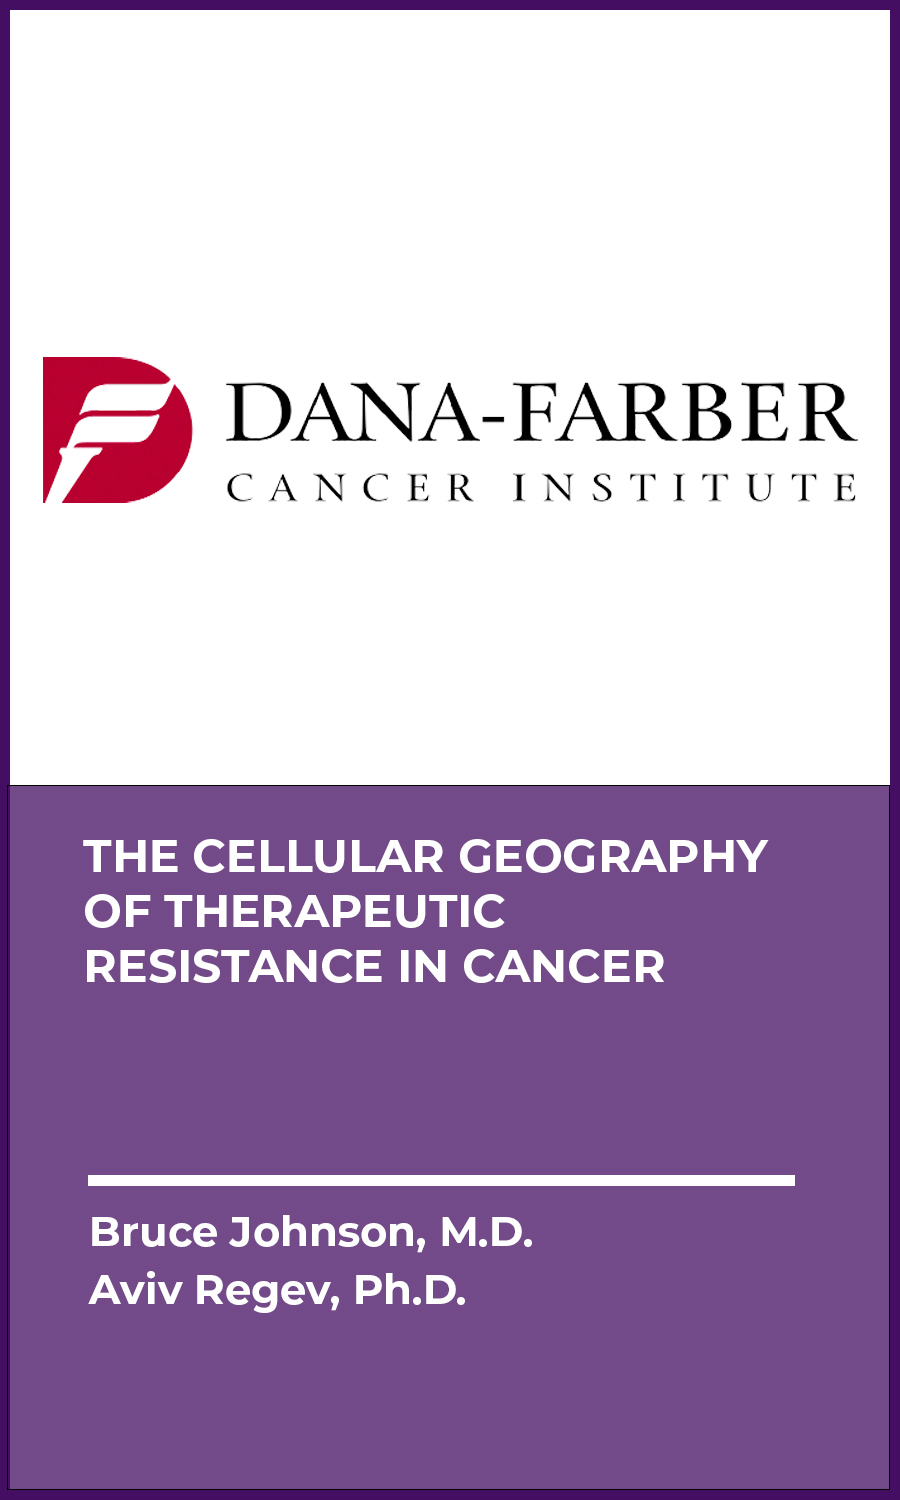 DANA-FARBER
CANCER INSTITUTE
THE CELLULAR GEOGRAPHY
OF THERAPEUTIC
RESISTANCE IN CANCER
Bruce Johnson, M.D.
Aviv Regev, Ph.D.